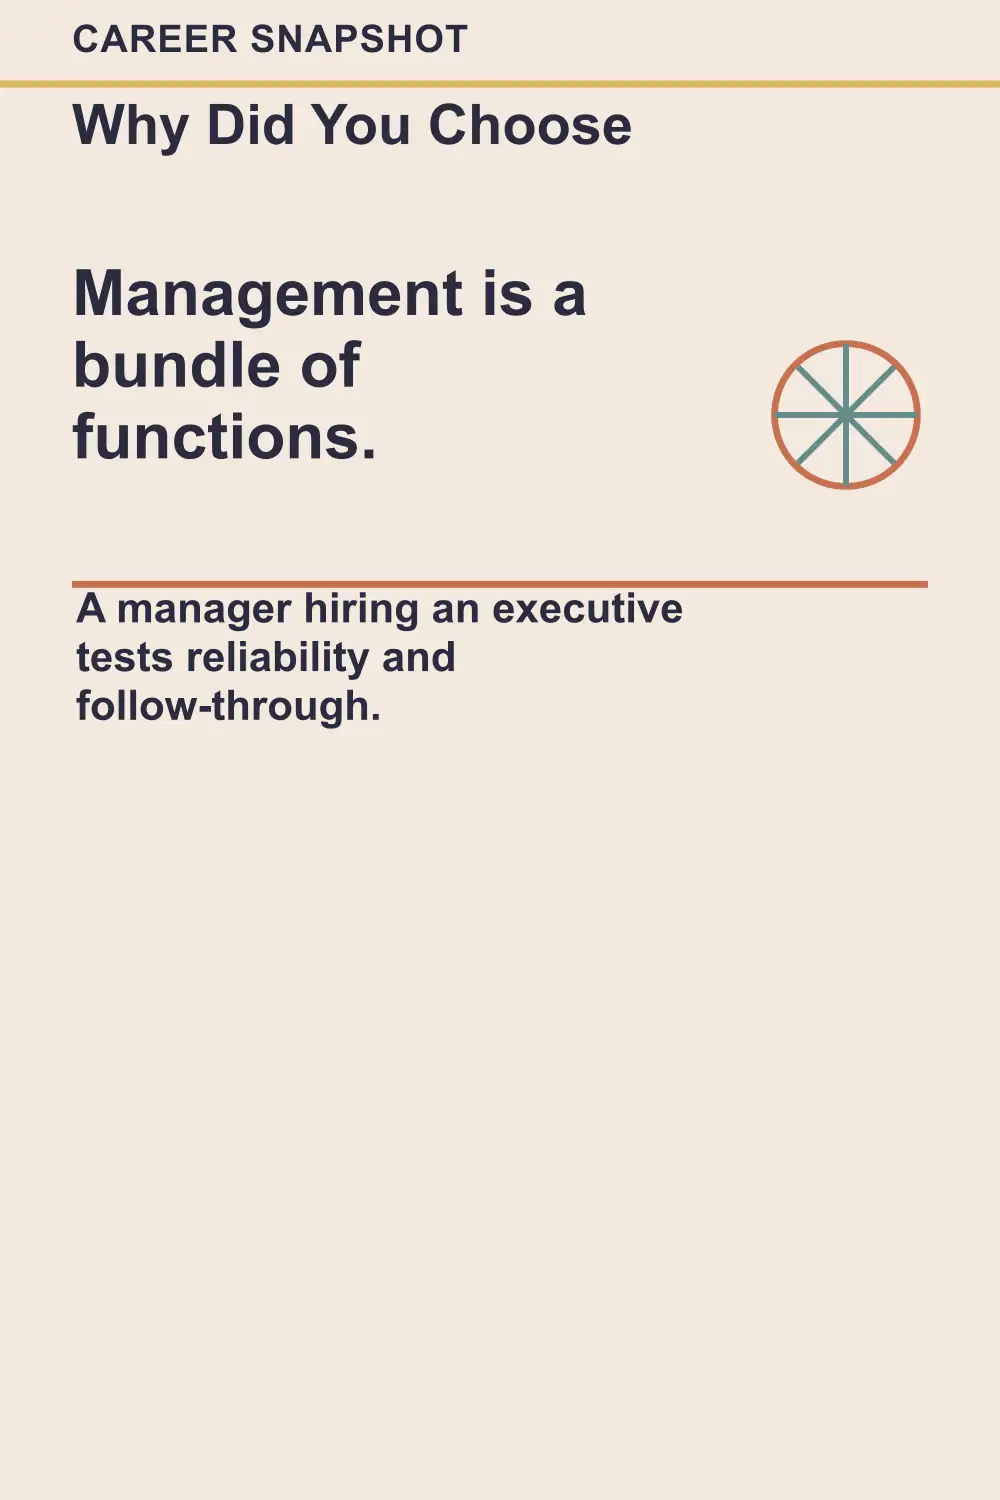 CAREER SNAPSHOT
Why Did You Choose
Management is a
bundle of
functions.
A manager hiring an executive
tests reliability and
follow-through.